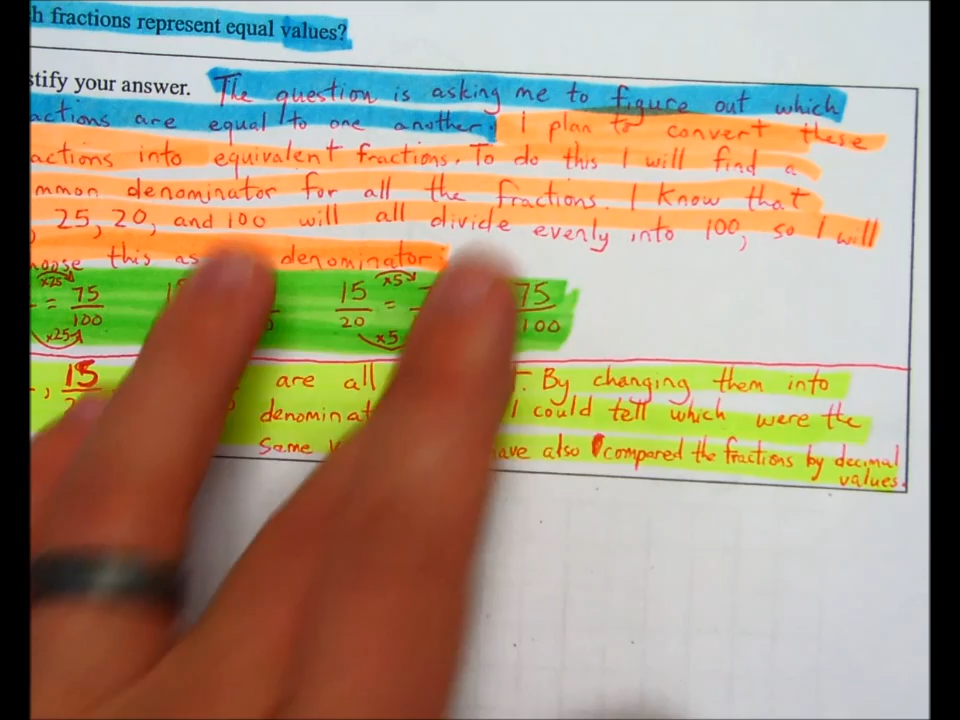 h fractions represent equal values?
stify your answer. The question is asking me to figure out which
actions are equal to one another. I plan to convert these
actions into equivalent fractions. To do this I will find a
mmon denominator for all the fractions. I know that
, 25, 20, and 100 will all divide evenly into 100, so I will
hoose this as denominator:
×25 ×5
= 75/100 15/20 = 75/100
×25 ×5
, 15 are all . By changing them into
denominat I could tell which were the
Same ave also compared the fractions by decimal
values.